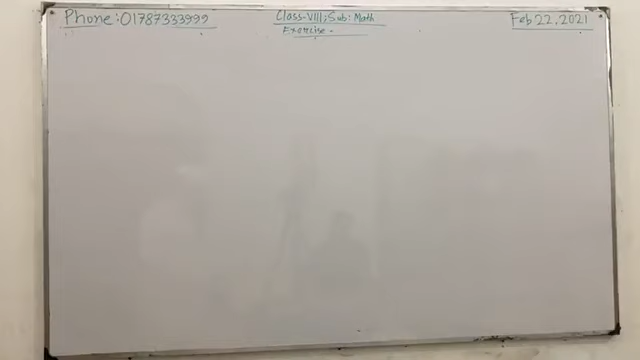 Phone: 01787333999
Class-VIII; Sub: Math
Feb 22, 2021
Exercise -